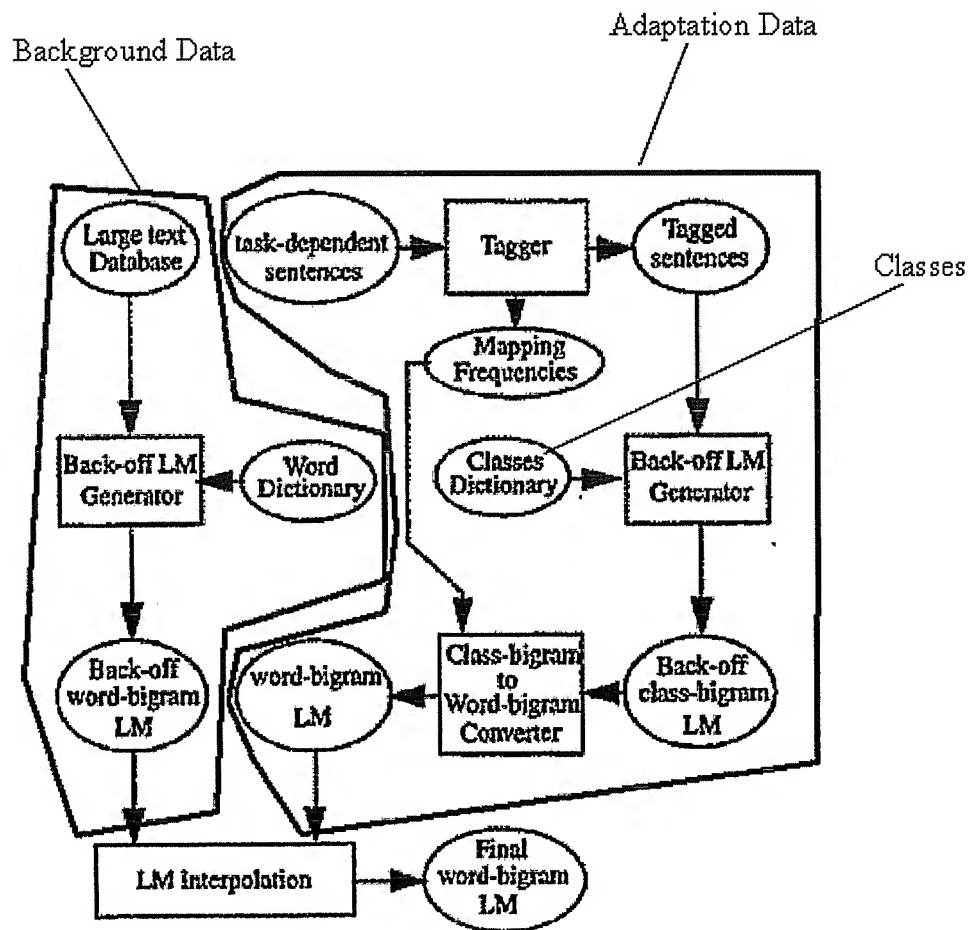 Adaptation Data
Background Data
Large text
Database
task-dependent
sentences
Tagger
Tagged
sentences
Classes
Mapping
Frequencies
Back-off LM
Generator
Word
Dictionary
Classes
Dictionary
Back-off LM
Generator
Back-off
word-bigram
LM
word-bigram
LM
Class-bigram
to
Word-bigram
Converter
Back-off
class-bigram
LM
LM Interpolation
Final
word-bigram
LM